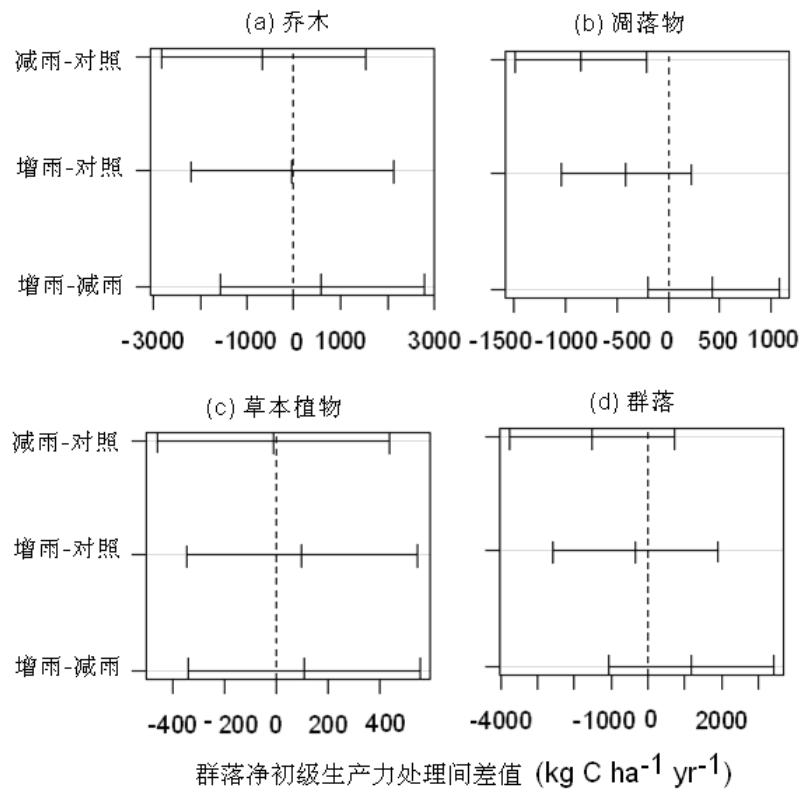 (a) 乔木
(b) 凋落物
减雨-对照
增雨-对照
增雨-减雨
-3000 -1000 0 1000 3000
-1500 -1000 -500 0 500 1000
(c) 草本植物
(d) 群落
减雨-对照
增雨-对照
增雨-减雨
-400 - 200 0 200 400
-4000 -1000 0 2000
群落净初级生产力处理间差值 (kg C ha-1 yr-1)